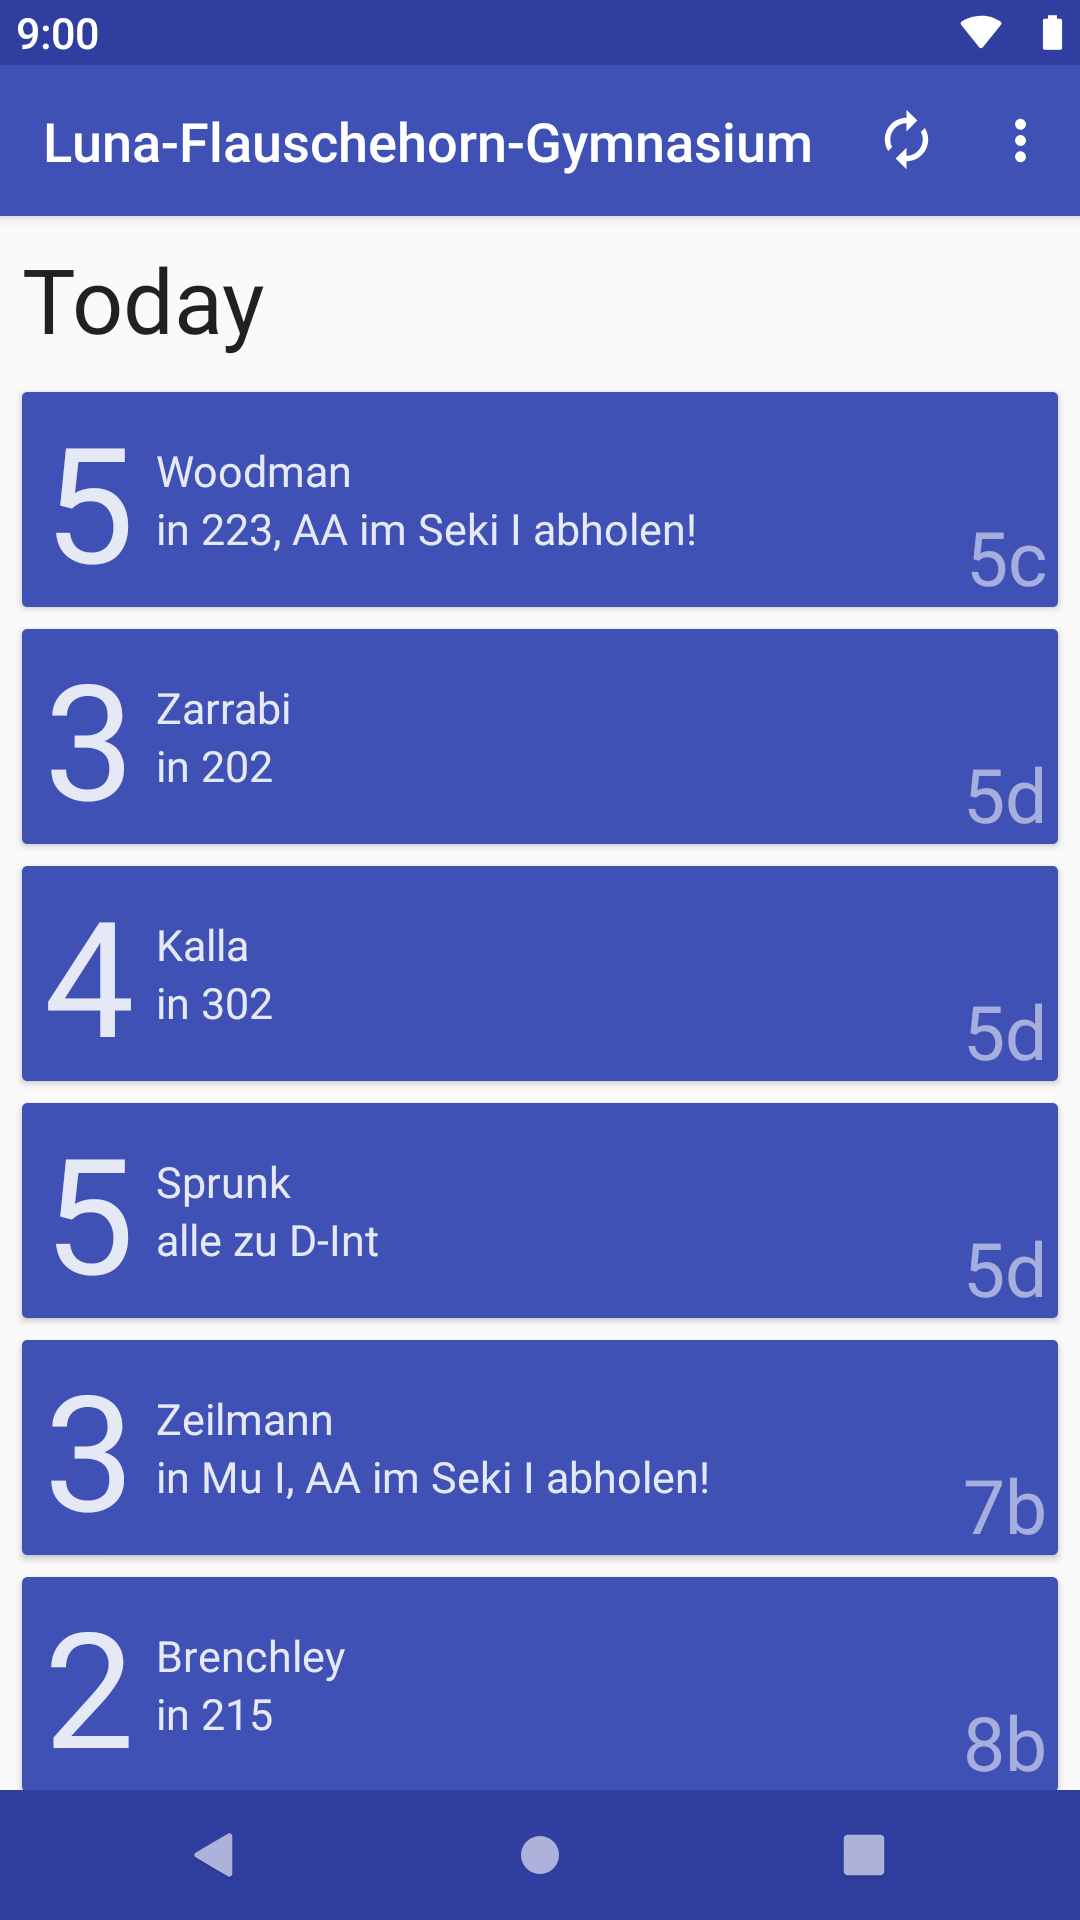 9:00
Luna-Flauschehorn-Gymnasium
Today
5
Woodman
in 223, AA im Seki I abholen!
5c
3
Zarrabi
in 202
5d
4
Kalla
in 302
5d
5
Sprunk
alle zu D-Int
5d
3
Zeilmann
in Mu I, AA im Seki I abholen!
7b
2
Brenchley
in 215
8b